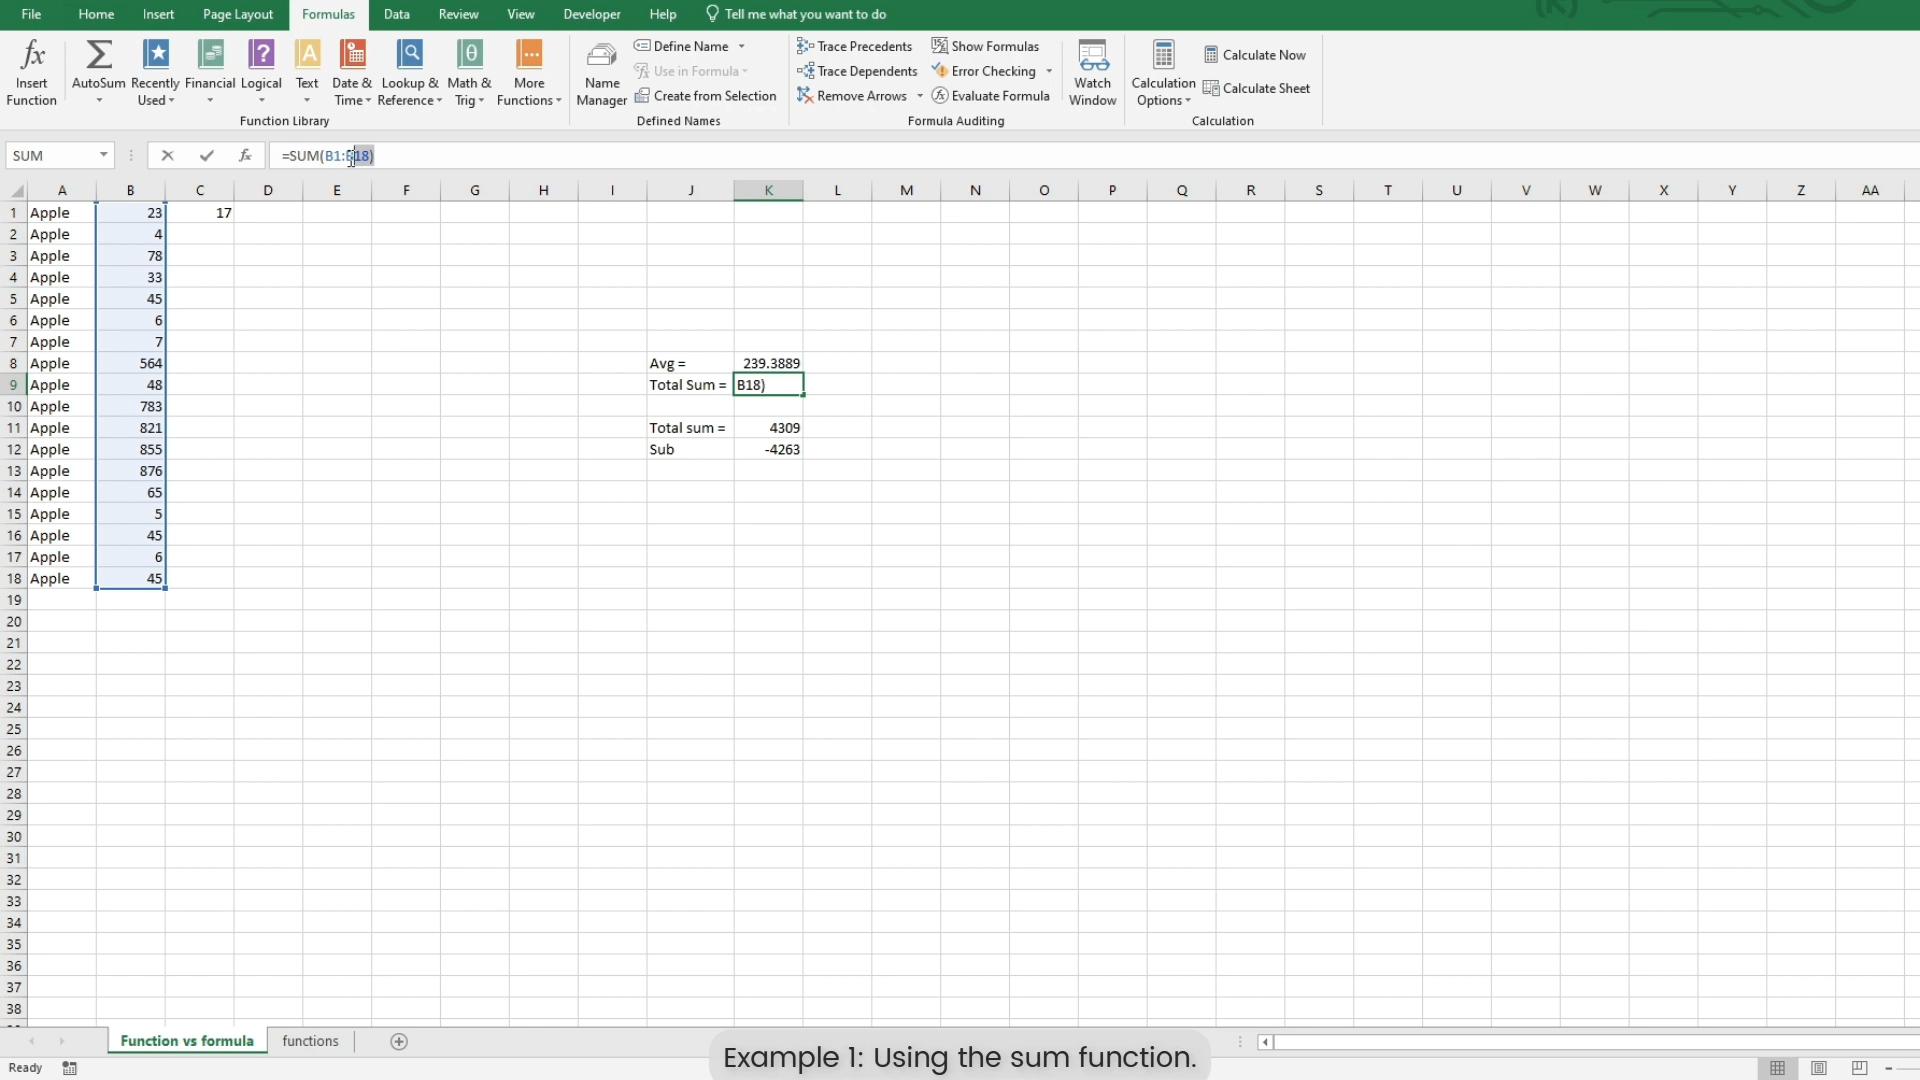 File Home Insert Page Layout Formulas Data Review View Developer Help Tell me what you want to do
Insert Function AutoSum Recently Used Financial Logical Text Date & Time Lookup & Reference Math & Trig More Functions
Name Manager Define Name Use in Formula Create from Selection
Trace Precedents Trace Dependents Remove Arrows Show Formulas Error Checking Evaluate Formula
Watch Window Calculation Options Calculate Now Calculate Sheet
Function Library Defined Names Formula Auditing Calculation
SUM fx =SUM(B1:B18)
A B C D E F G H I J K L M N O P Q R S T U V W X Y Z AA
1 Apple 23 17
2 Apple 4
3 Apple 78
4 Apple 33
5 Apple 45
6 Apple 6
7 Apple 7
8 Apple 564 Avg = 239.3889
9 Apple 48 Total Sum = B18)
10 Apple 783
11 Apple 821 Total sum = 4309
12 Apple 855 Sub -4263
13 Apple 876
14 Apple 65
15 Apple 5
16 Apple 45
17 Apple 6
18 Apple 45
19
20
21
22
23
24
25
26
27
28
29
30
31
32
33
34
35
36
37
38
Function vs formula functions
Example 1: Using the sum function.
Ready